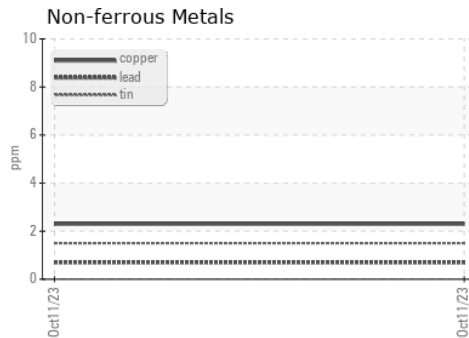 Non-ferrous Metals
10
copper
lead
tin
8
6
ppm
4
2
0
Oct11/23
Oct11/23